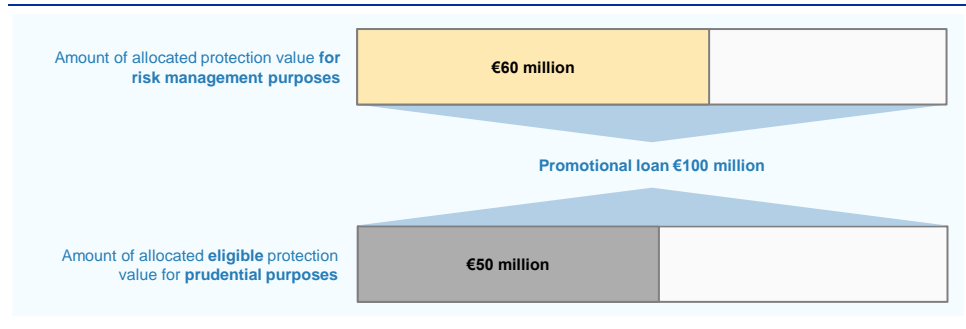 Amount of allocated protection value for
risk management purposes
€60 million
Promotional loan €100 million
Amount of allocated eligible protection
value for prudential purposes
€50 million